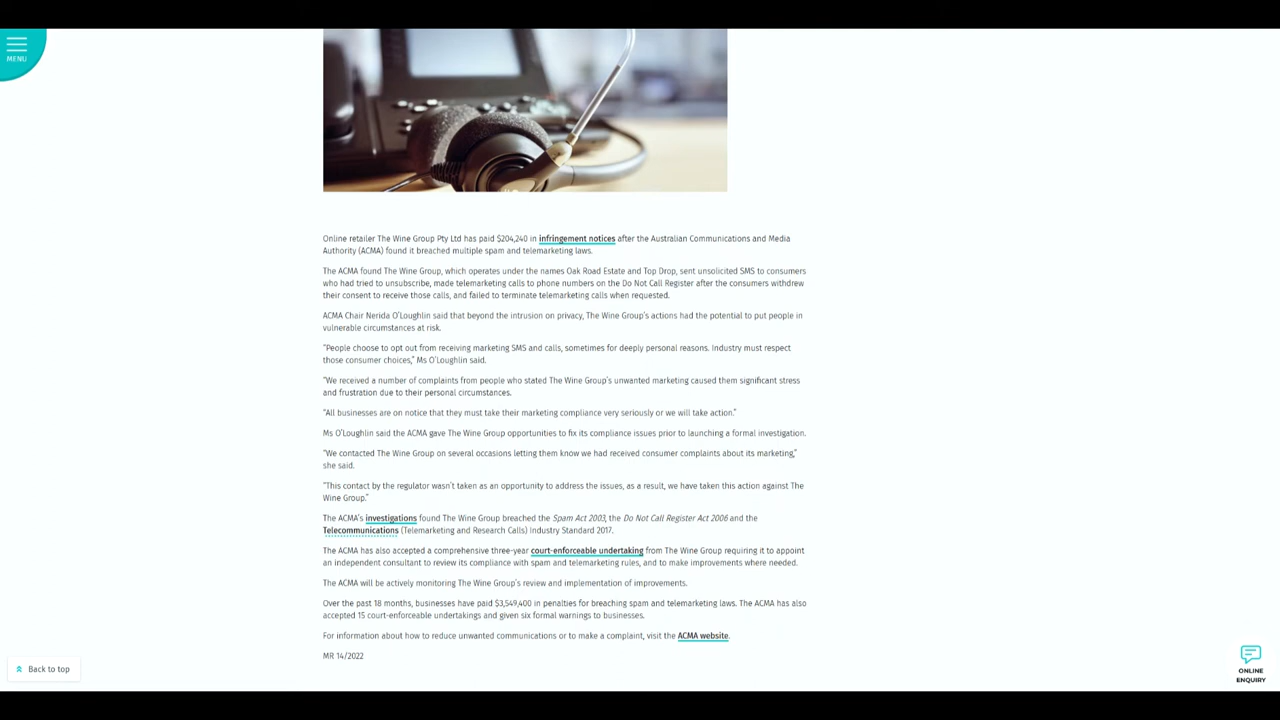 MENU
Online retailer The Wine Group Pty Ltd has paid $204,240 in infringement notices after the Australian Communications and Media
Authority (ACMA) found it breached multiple spam and telemarketing laws.
The ACMA found The Wine Group, which operates under the names Oak Road Estate and Top Drop, sent unsolicited SMS to consumers
who had tried to unsubscribe, made telemarketing calls to phone numbers on the Do Not Call Register after the consumers withdrew
their consent to receive those calls, and failed to terminate telemarketing calls when requested.
ACMA Chair Nerida O'Loughlin said that beyond the intrusion on privacy, The Wine Group's actions had the potential to put people in
vulnerable circumstances at risk.
“People choose to opt out from receiving marketing SMS and calls, sometimes for deeply personal reasons. Industry must respect
those consumer choices,” Ms O'Loughlin said.
“We received a number of complaints from people who stated The Wine Group's unwanted marketing caused them significant stress
and frustration due to their personal circumstances.
“All businesses are on notice that they must take their marketing compliance very seriously or we will take action.”
Ms O'Loughlin said the ACMA gave The Wine Group opportunities to fix its compliance issues prior to launching a formal investigation.
“We contacted The Wine Group on several occasions letting them know we had received consumer complaints about its marketing,”
she said.
“This contact by the regulator wasn't taken as an opportunity to address the issues, as a result, we have taken this action against The
Wine Group.”
The ACMA's investigations found The Wine Group breached the Spam Act 2003, the Do Not Call Register Act 2006 and the
Telecommunications (Telemarketing and Research Calls) Industry Standard 2017.
The ACMA has also accepted a comprehensive three-year court-enforceable undertaking from The Wine Group requiring it to appoint
an independent consultant to review its compliance with spam and telemarketing rules, and to make improvements where needed.
The ACMA will be actively monitoring The Wine Group's review and implementation of improvements.
Over the past 18 months, businesses have paid $3,549,400 in penalties for breaching spam and telemarketing laws. The ACMA has also
accepted 15 court-enforceable undertakings and given six formal warnings to businesses.
For information about how to reduce unwanted communications or to make a complaint, visit the ACMA website.
MR 14/2022
Back to top
ONLINE
ENQUIRY